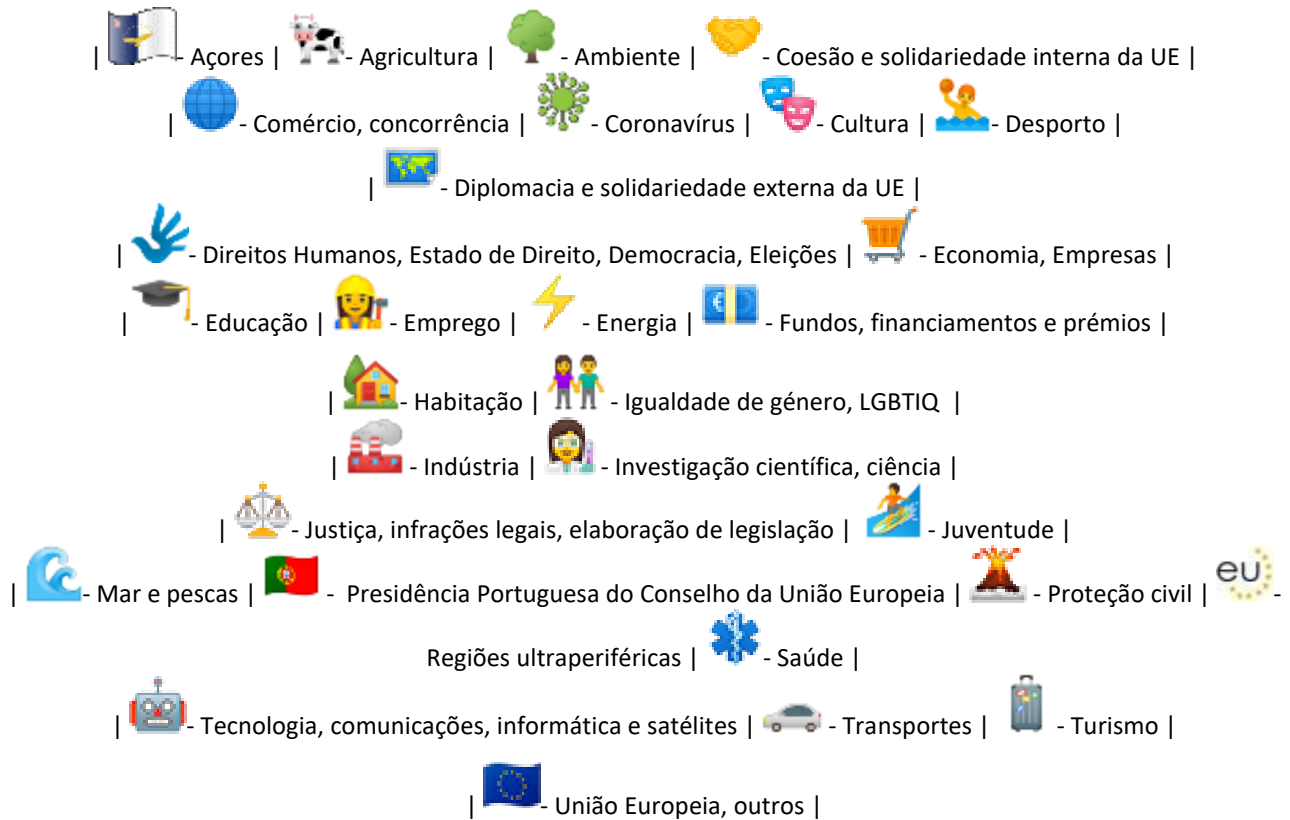 | - Açores | - Agricultura | - Ambiente | - Coesão e solidariedade interna da UE |
| - Comércio, concorrência | - Coronavírus | - Cultura | - Desporto |
| - Diplomacia e solidariedade externa da UE |
| - Direitos Humanos, Estado de Direito, Democracia, Eleições | - Economia, Empresas |
| - Educação | - Emprego | - Energia | € - Fundos, financiamentos e prémios |
| - Habitação | - Igualdade de género, LGBTIQ |
| - Indústria | - Investigação científica, ciência |
| - Justiça, infrações legais, elaboração de legislação | - Juventude |
| - Mar e pescas | - Presidência Portuguesa do Conselho da União Europeia | - Proteção civil | eu -
Regiões ultraperiféricas | - Saúde |
| - Tecnologia, comunicações, informática e satélites | - Transportes | - Turismo |
| - União Europeia, outros |